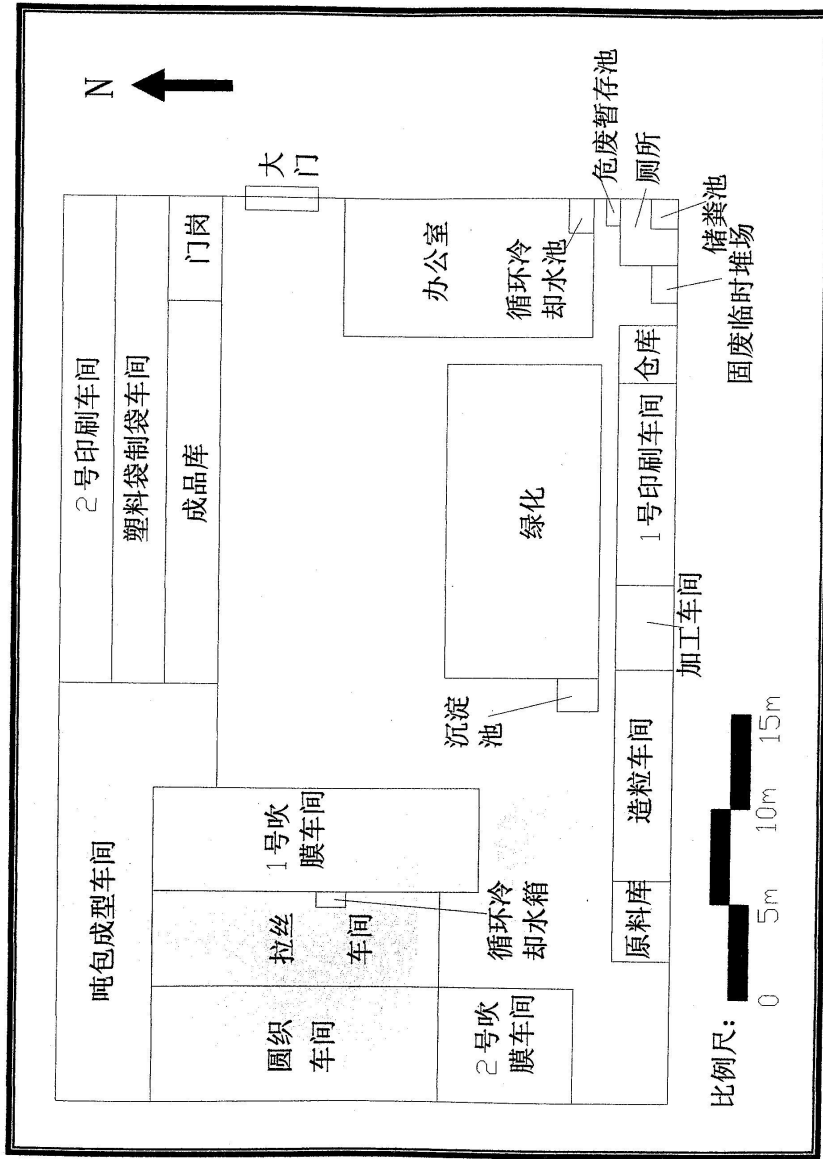 N
大
门
2号印刷车间
塑料袋制袋车间
成品库
门岗
吨包成型车间
1号吹
膜车间
拉丝
车间
圆织
车间
2号吹
膜车间
循环冷
却水箱
办公室
循环冷
却水池
危废暂存池
厕所
储粪池
固废临时堆场
绿化
沉淀
池
仓库
1号印刷车间
加工车间
造粒车间
原料库
比例尺:
0
5m
10m
15m